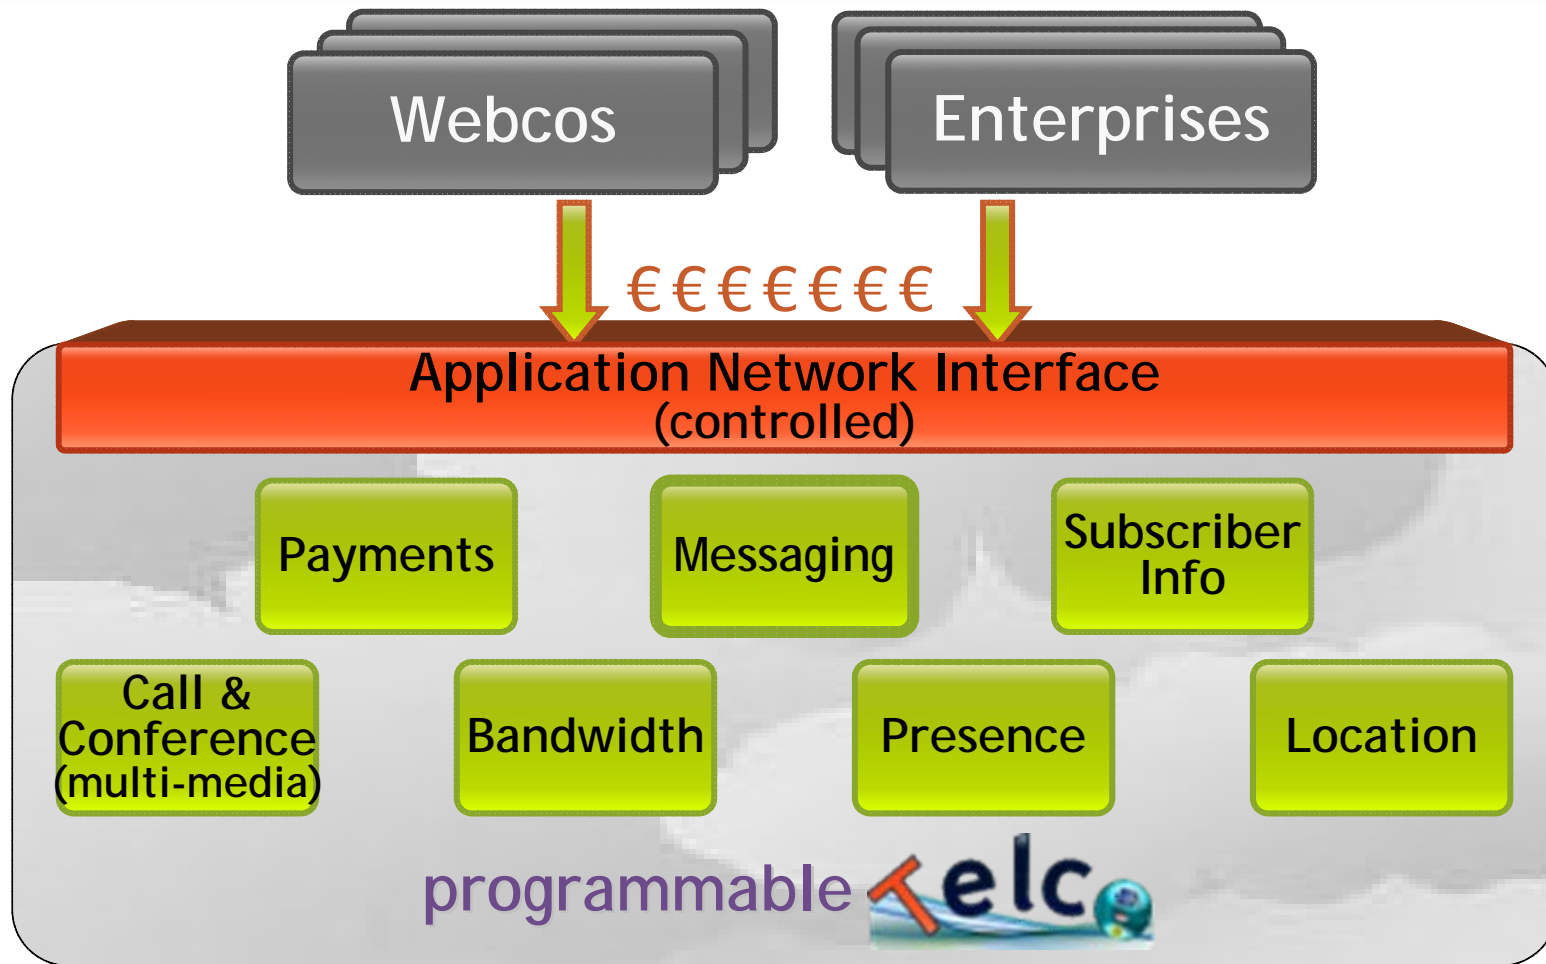 Webcos
Enterprises
€€€€€€€
Application Network Interface
(controlled)
Payments
Messaging
Subscriber
Info
Call &
Conference
(multi-media)
Bandwidth
Presence
Location
programmable Telco